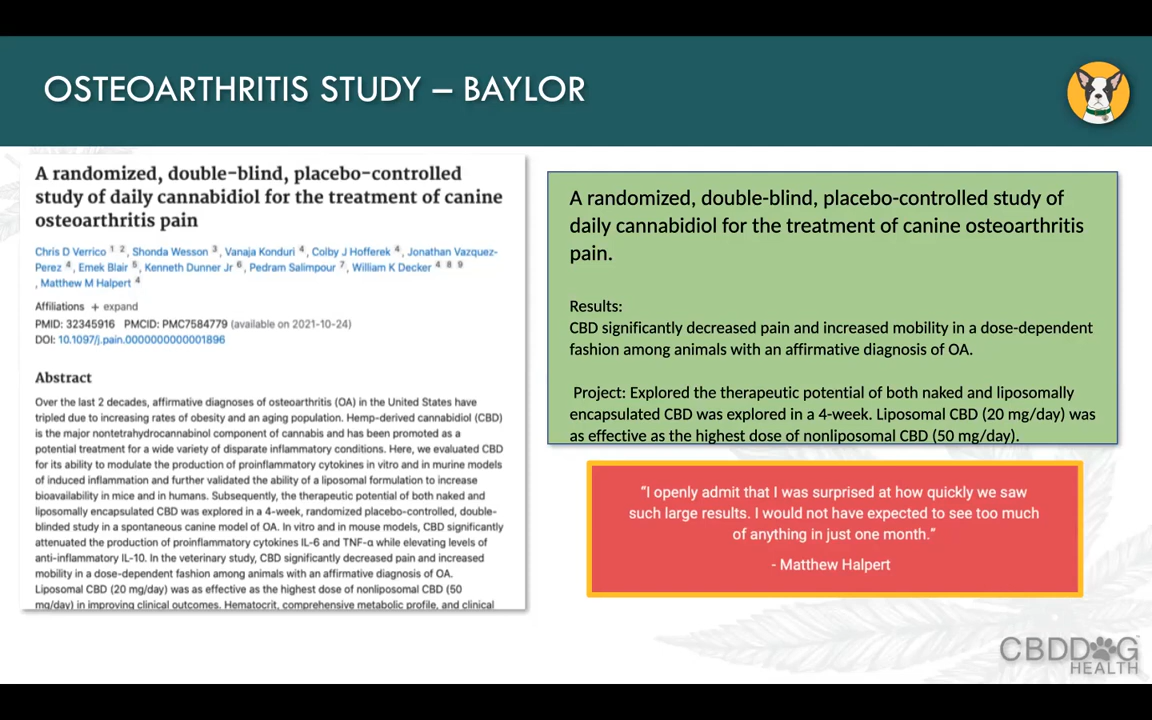 OSTEOARTHRITIS STUDY – BAYLOR
A randomized, double-blind, placebo-controlled
study of daily cannabidiol for the treatment of canine
osteoarthritis pain
Chris D Verrico 1 2, Shonda Wesson 3, Vanaja Konduri 4, Colby J Hofferek 4, Jonathan Vazquez-
Perez 4, Emek Blair 5, Kenneth Dunner Jr 6, Pedram Salimpour 7, William K Decker 4 8 9
, Matthew M Halpert 4
Affiliations + expand
PMID: 32345916 PMCID: PMC7584779 (available on 2021-10-24)
DOI: 10.1097/j.pain.0000000000001896
Abstract
Over the last 2 decades, affirmative diagnoses of osteoarthritis (OA) in the United States have
tripled due to increasing rates of obesity and an aging population. Hemp-derived cannabidiol (CBD)
is the major nontetrahydrocannabinol component of cannabis and has been promoted as a
potential treatment for a wide variety of disparate inflammatory conditions. Here, we evaluated CBD
for its ability to modulate the production of proinflammatory cytokines in vitro and in murine models
of induced inflammation and further validated the ability of a liposomal formulation to increase
bioavailability in mice and in humans. Subsequently, the therapeutic potential of both naked and
liposomally encapsulated CBD was explored in a 4-week, randomized placebo-controlled, double-
blinded study in a spontaneous canine model of OA. In vitro and in mouse models, CBD significantly
attenuated the production of proinflammatory cytokines IL-6 and TNF-α while elevating levels of
anti-inflammatory IL-10. In the veterinary study, CBD significantly decreased pain and increased
mobility in a dose-dependent fashion among animals with an affirmative diagnosis of OA.
Liposomal CBD (20 mg/day) was as effective as the highest dose of nonliposomal CBD (50
mg/day) in improving clinical outcomes. Hematocrit, comprehensive metabolic profile, and clinical
A randomized, double-blind, placebo-controlled study of
daily cannabidiol for the treatment of canine osteoarthritis
pain.
Results:
CBD significantly decreased pain and increased mobility in a dose-dependent
fashion among animals with an affirmative diagnosis of OA.
Project: Explored the therapeutic potential of both naked and liposomally
encapsulated CBD was explored in a 4-week. Liposomal CBD (20 mg/day) was
as effective as the highest dose of nonliposomal CBD (50 mg/day).
“I openly admit that I was surprised at how quickly we saw
such large results. I would not have expected to see too much
of anything in just one month.”
- Matthew Halpert
CBDDOG
HEALTH